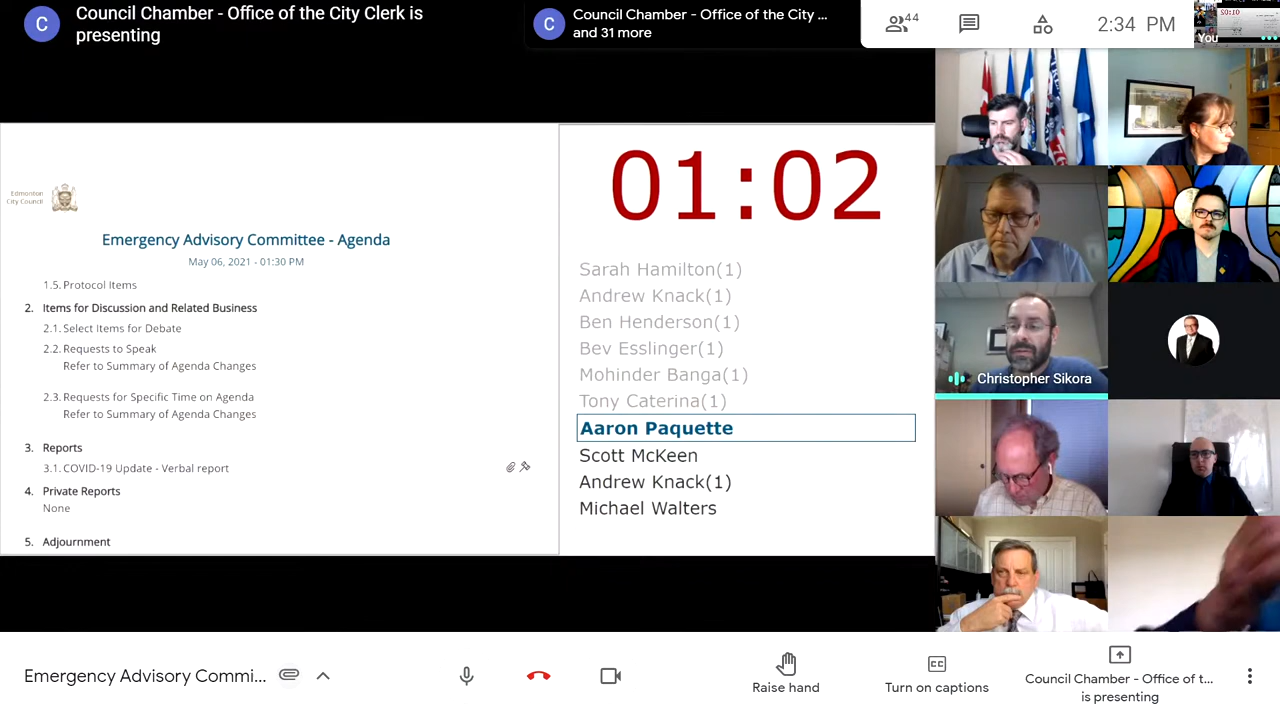 C
Council Chamber - Office of the City Clerk is
presenting
C
Council Chamber - Office of the City ...
and 31 more
44
2:34 PM
You
Edmonton
City Council
Emergency Advisory Committee - Agenda
May 06, 2021 - 01:30 PM
1.5. Protocol Items
2. Items for Discussion and Related Business
2.1. Select Items for Debate
2.2. Requests to Speak
Refer to Summary of Agenda Changes
2.3. Requests for Specific Time on Agenda
Refer to Summary of Agenda Changes
3. Reports
3.1. COVID-19 Update - Verbal report
4. Private Reports
None
5. Adjournment
01:02
Sarah Hamilton(1)
Andrew Knack(1)
Ben Henderson(1)
Bev Esslinger(1)
Mohinder Banga(1)
Tony Caterina(1)
Aaron Paquette
Scott McKeen
Andrew Knack(1)
Michael Walters
Christopher Sikora
Emergency Advisory Commi...
Raise hand
Turn on captions
Council Chamber - Office of t...
is presenting